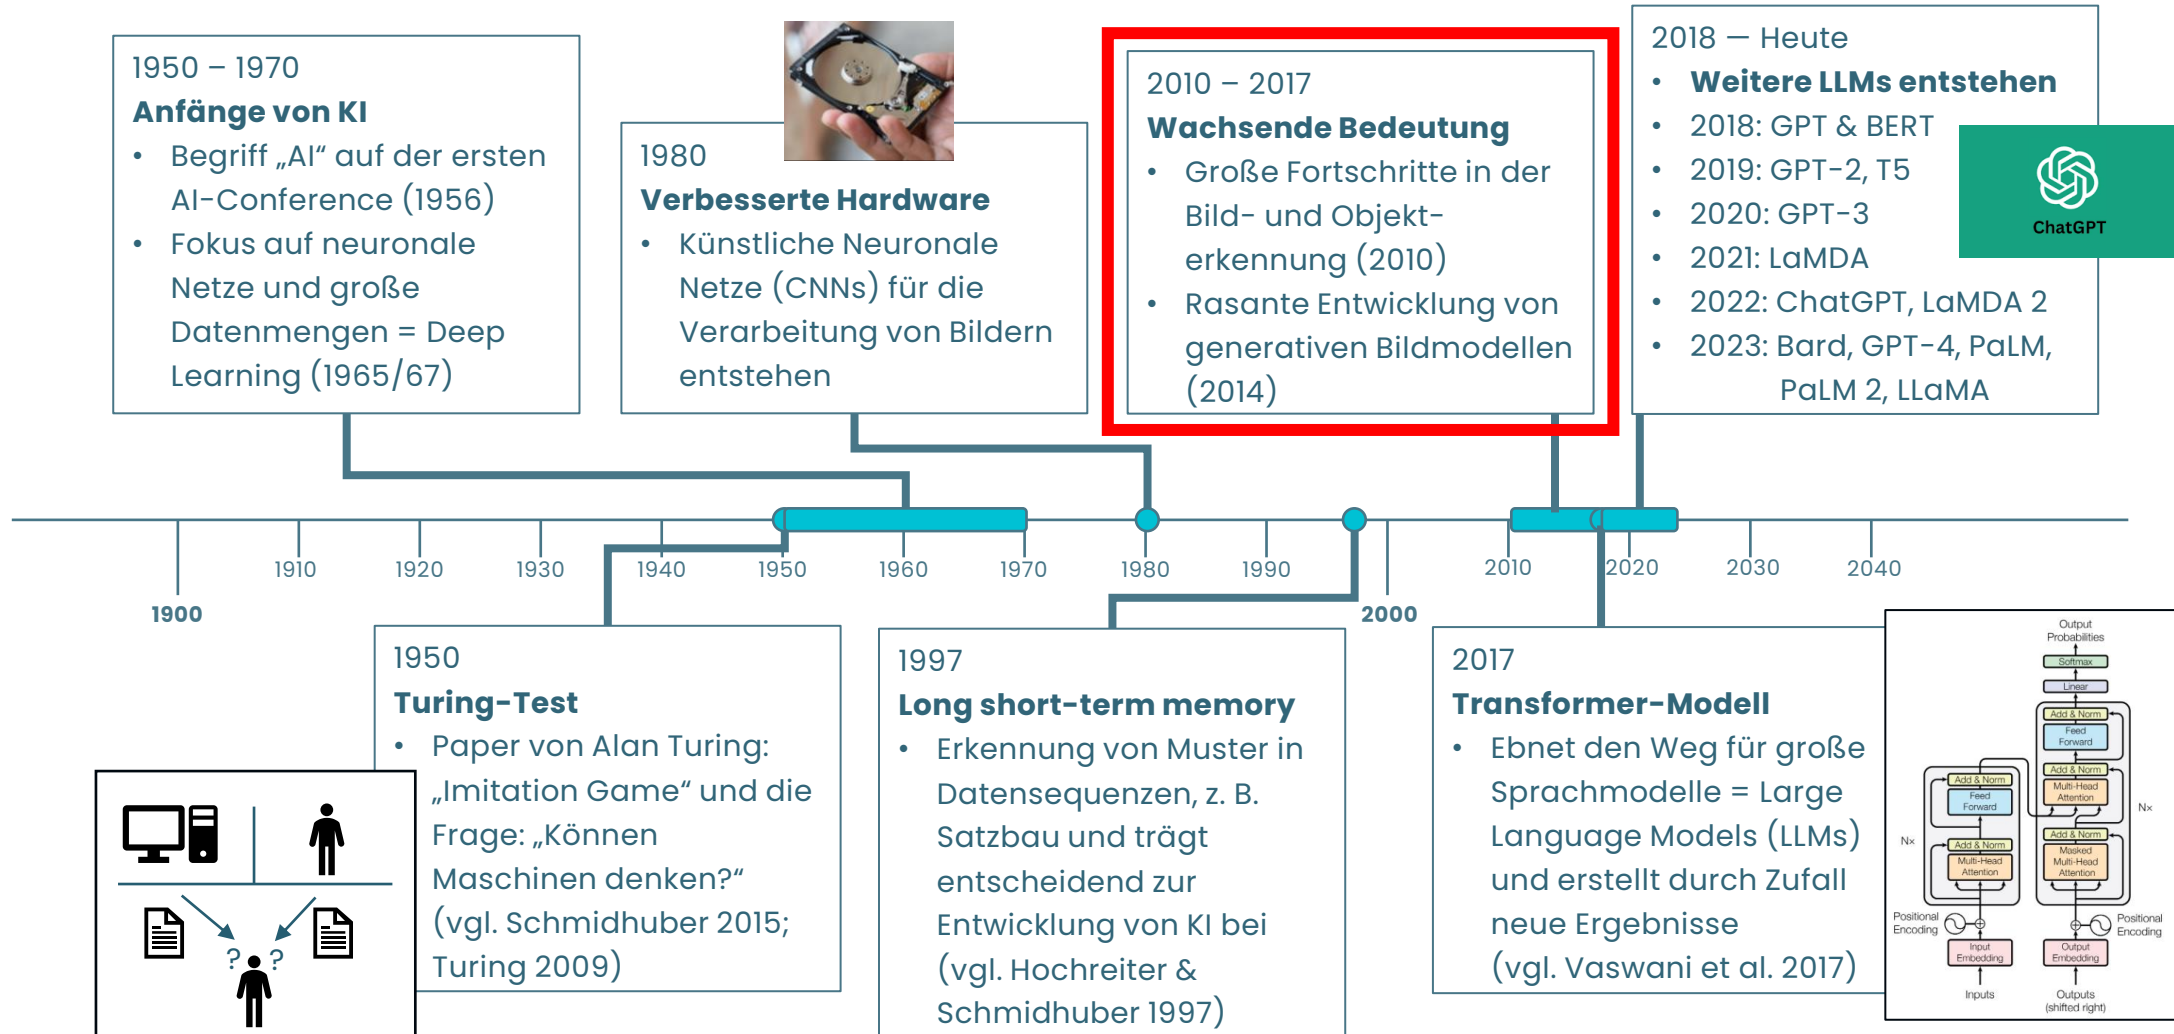 1950 – 1970
Anfänge von KI
• Begriff „AI“ auf der ersten
AI-Conference (1956)
• Fokus auf neuronale
Netze und große
Datenmengen = Deep
Learning (1965/67)
1980
Verbesserte Hardware
• Künstliche Neuronale
Netze (CNNs) für die
Verarbeitung von Bildern
entstehen
2010 – 2017
Wachsende Bedeutung
• Große Fortschritte in der
Bild- und Objekt-
erkennung (2010)
• Rasante Entwicklung von
generativen Bildmodellen
(2014)
2018 — Heute
• Weitere LLMs entstehen
• 2018: GPT & BERT
• 2019: GPT-2, T5
• 2020: GPT-3
• 2021: LaMDA
• 2022: ChatGPT, LaMDA 2
• 2023: Bard, GPT-4, PaLM,
PaLM 2, LLaMA
ChatGPT
1900
1910
1920
1930
1940
1950
1960
1970
1980
1990
2000
2010
2020
2030
2040
1950
Turing-Test
• Paper von Alan Turing:
„Imitation Game“ und die
Frage: „Können
Maschinen denken?“
(vgl. Schmidhuber 2015;
Turing 2009)
? ?
1997
Long short-term memory
• Erkennung von Muster in
Datensequenzen, z. B.
Satzbau und trägt
entscheidend zur
Entwicklung von KI bei
(vgl. Hochreiter &
Schmidhuber 1997)
2017
Transformer-Modell
• Ebnet den Weg für große
Sprachmodelle = Large
Language Models (LLMs)
und erstellt durch Zufall
neue Ergebnisse
(vgl. Vaswani et al. 2017)
Output
Probabilities
Softmax
Linear
Add & Norm
Feed
Forward
Add & Norm
Multi-Head
Attention
Nx
Add & Norm
Masked
Multi-Head
Attention
Add & Norm
Feed
Forward
Nx
Add & Norm
Multi-Head
Attention
Positional
Encoding
Positional
Encoding
Input
Embedding
Output
Embedding
Inputs
Outputs
(shifted right)